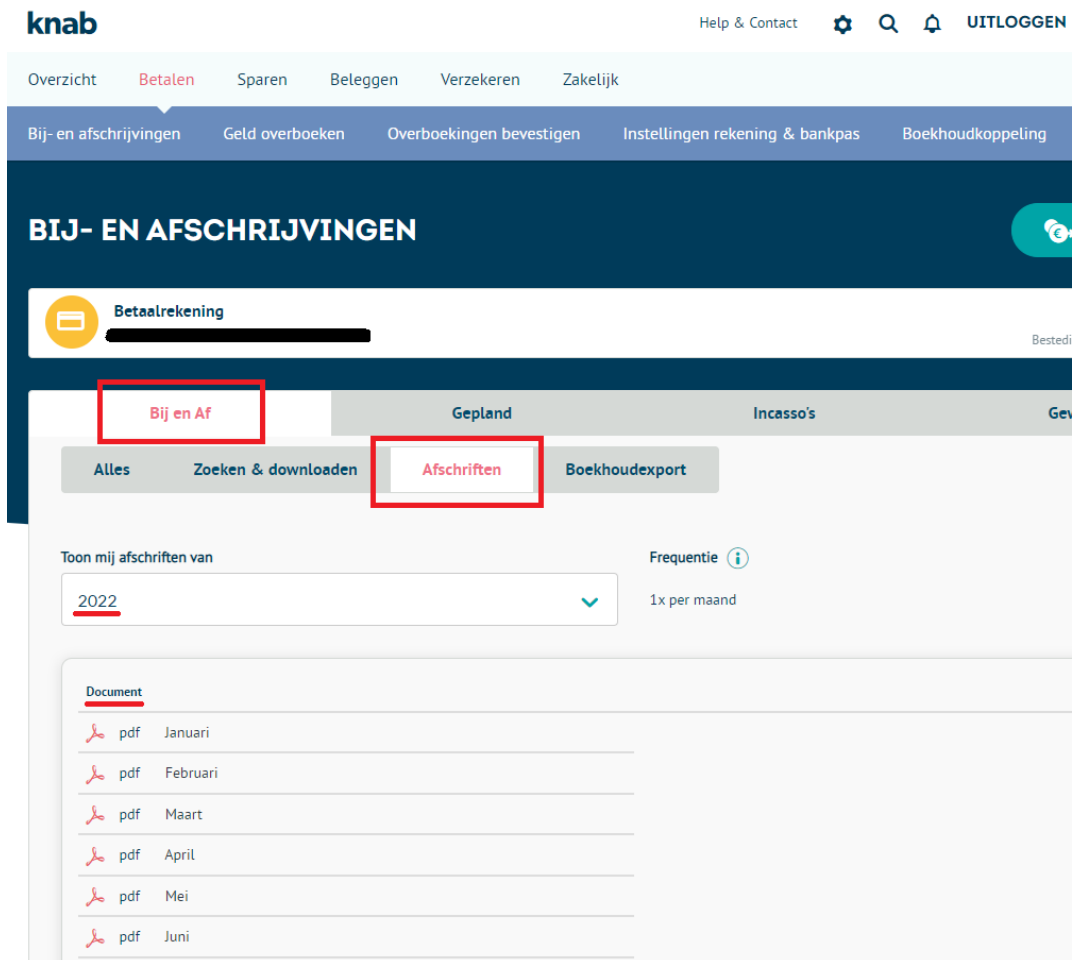 knab
Help & Contact
UITLOGGEN
Overzicht Betalen Sparen Beleggen Verzekeren Zakelijk
Bij- en afschrijvingen Geld overboeken Overboekingen bevestigen Instellingen rekening & bankpas Boekhoudkoppeling
BIJ- EN AFSCHRIJVINGEN
Betaalrekening
Bestedi
Bij en Af Gepland Incasso's Gev
Alles Zoeken & downloaden Afschriften Boekhoudexport
Toon mij afschriften van
Frequentie
2022
1x per maand
Document
pdf Januari
pdf Februari
pdf Maart
pdf April
pdf Mei
pdf Juni